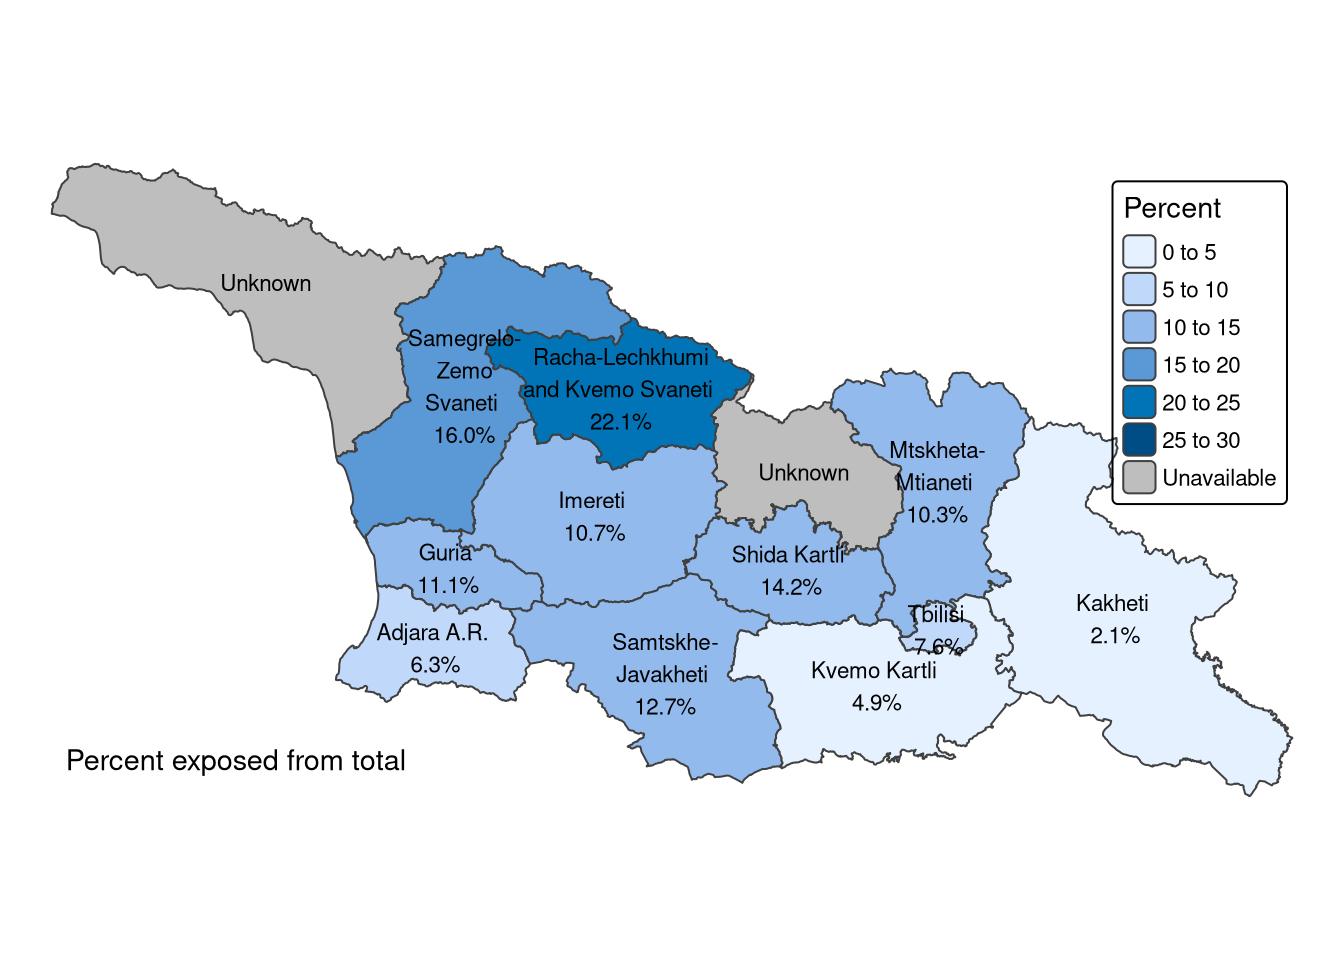 Unknown
Samegrelo-
Zemo
Svaneti
16.0%
Racha-Lechkhumi
and Kvemo Svaneti
22.1%
Unknown
Mtskheta-
Mtianeti
10.3%
Imereti
10.7%
Guria
11.1%
Shida Kartli
14.2%
Adjara A.R.
6.3%
Samtskhe-
Javakheti
12.7%
Tbilisi
7.6%
Kvemo Kartli
4.9%
Kakheti
2.1%
Percent
0 to 5
5 to 10
10 to 15
15 to 20
20 to 25
25 to 30
Unavailable
Percent exposed from total